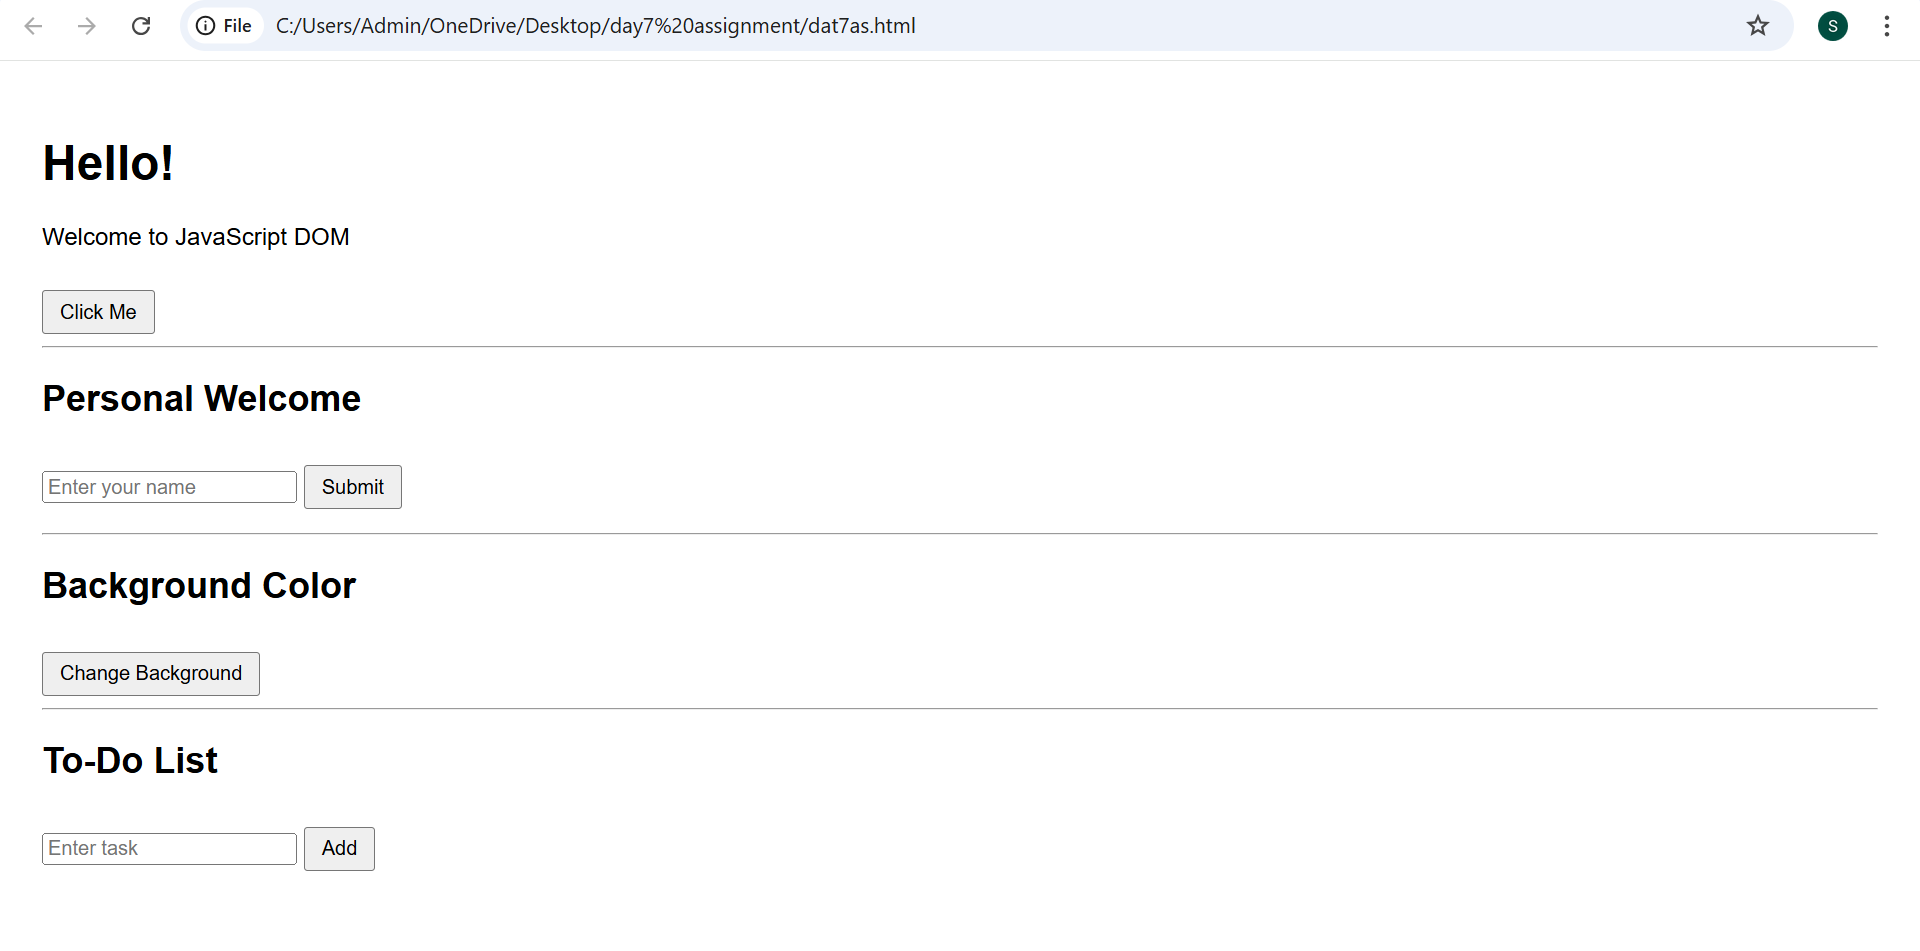 File C:/Users/Admin/OneDrive/Desktop/day7%20assignment/dat7as.html S
Hello!
Welcome to JavaScript DOM
Click Me
Personal Welcome
Enter your name Submit
Background Color
Change Background
To-Do List
Enter task Add